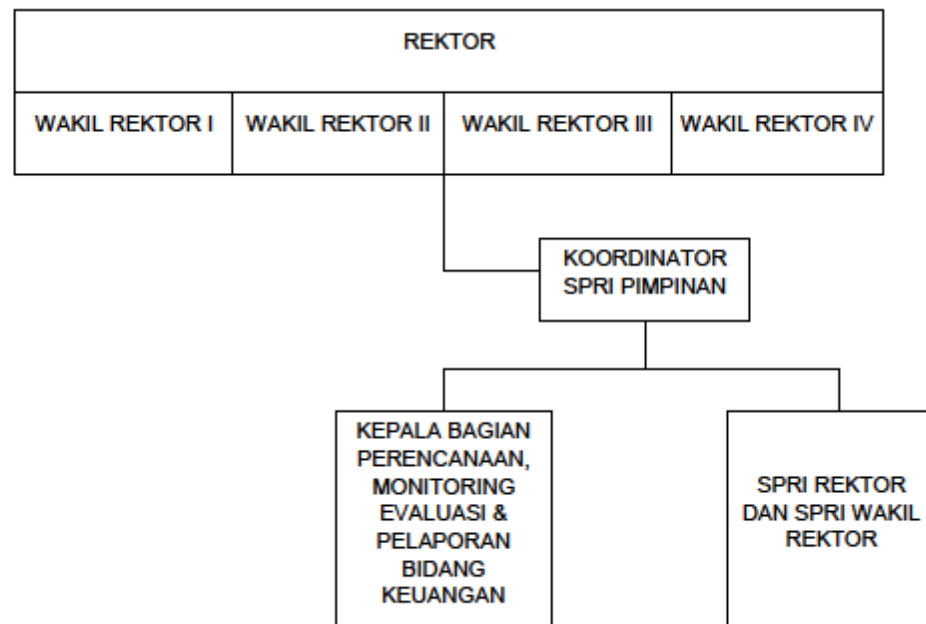 REKTOR
WAKIL REKTOR I
WAKIL REKTOR II
WAKIL REKTOR III
WAKIL REKTOR IV
KOORDINATOR
SPRI PIMPINAN
KEPALA BAGIAN
PERENCANAAN,
MONITORING
EVALUASI &
PELAPORAN
BIDANG
KEUANGAN
SPRI REKTOR
DAN SPRI WAKIL
REKTOR